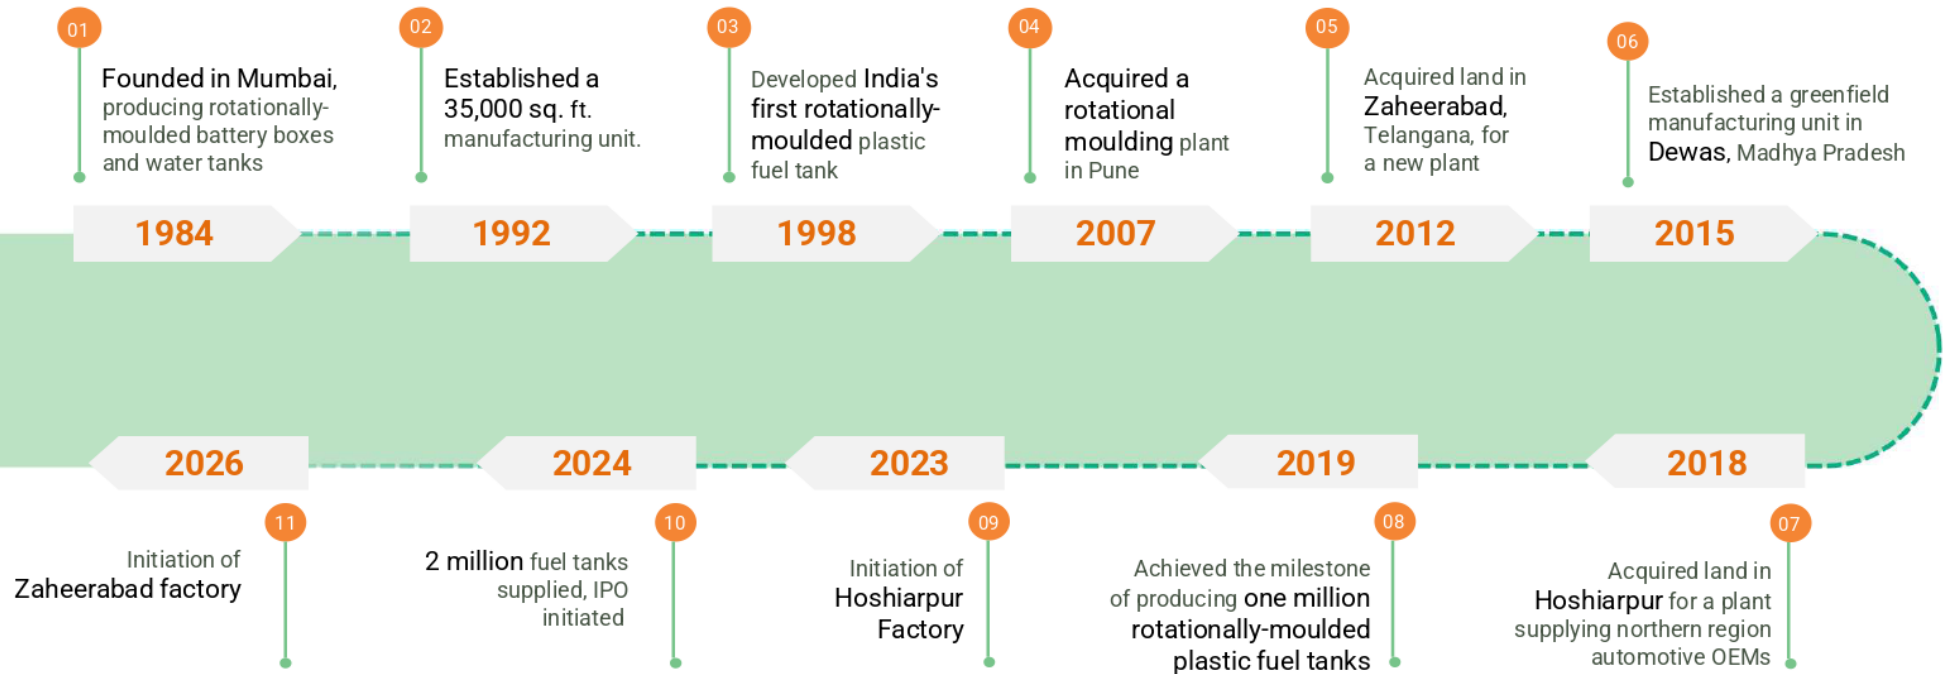 01
Founded in Mumbai,
producing rotationally-
moulded battery boxes
and water tanks
1984
02
Established a
35,000 sq. ft.
manufacturing unit.
1992
03
Developed India's
first rotationally-
moulded plastic
fuel tank
1998
04
Acquired a
rotational
moulding plant
in Pune
2007
05
Acquired land in
Zaheerabad,
Telangana, for
a new plant
2012
06
Established a greenfield
manufacturing unit in
Dewas, Madhya Pradesh
2015
2018
07
Acquired land in
Hoshiarpur for a plant
supplying northern region
automotive OEMs
2019
08
Achieved the milestone
of producing one million
rotationally-moulded
plastic fuel tanks
2023
09
Initiation of
Hoshiarpur
Factory
2024
10
2 million fuel tanks
supplied, IPO
initiated
2026
11
Initiation of
Zaheerabad factory